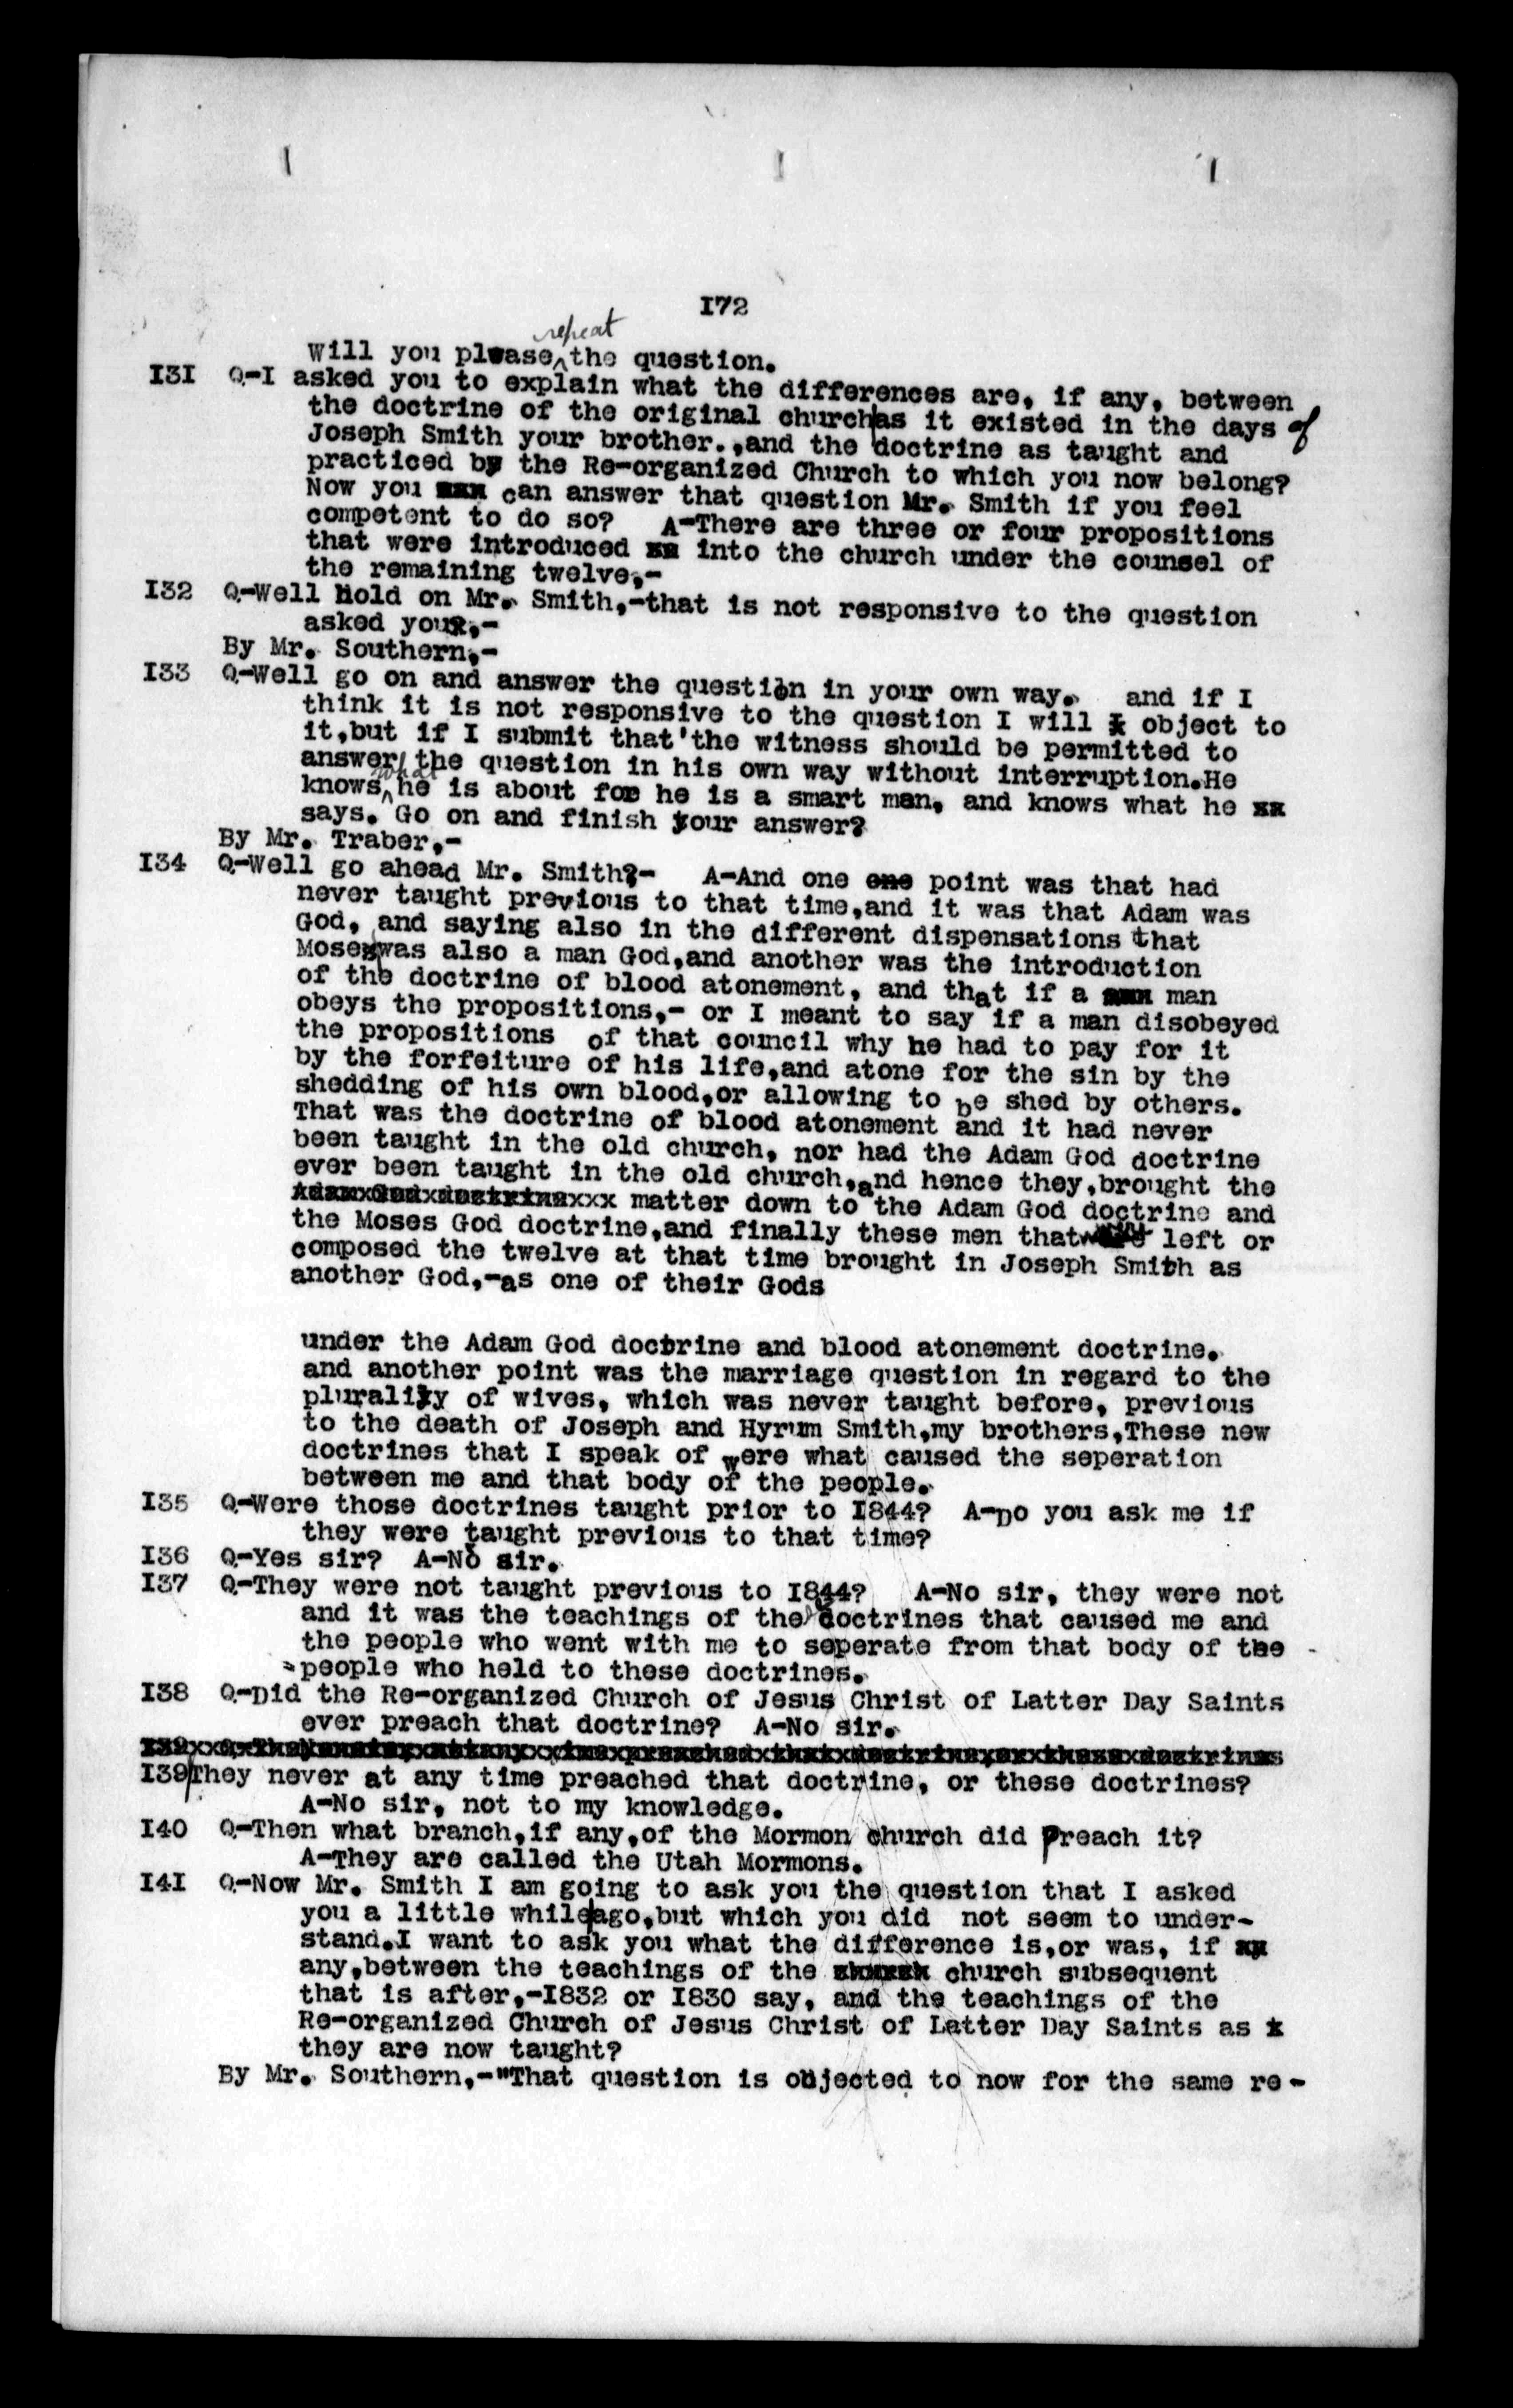 I72
repeat
Will you plwase ^ the question.
I3I Q-I asked you to explain what the differences are, if any, between
the doctrine of the original church|as it existed in the days of
Joseph Smith your brother.,and the doctrine as taught and
practiced by the Re-organized Church to which you now belong?
Now you xxx can answer that question Mr. Smith if you feel
competent to do so? A-There are three or four propositions
that were introduced xx into the church under the counsel of
the remaining twelve,-
I32 Q-Well hold on Mr. Smith,-that is not responsive to the question
asked you?,-
By Mr. Southern,-
I33 Q-Well go on and answer the question in your own way. and if I
think it is not responsive to the question I will x object to
it,but if I submit that'the witness should be permitted to
answer the question in his own way without interruption.He
what
knows ^ he is about for he is a smart man, and knows what he xx
says. Go on and finish your answer?
By Mr. Traber,-
I34 Q-Well go ahead Mr. Smith?- A-And one one point was that had
never taught previous to that time,and it was that Adam was
God, and saying also in the different dispensations that
Moses was also a man God,and another was the introduction
of the doctrine of blood atonement, and that if a xxx man
obeys the propositions,- or I meant to say if a man disobeyed
the propositions of that council why he had to pay for it
by the forfeiture of his life,and atone for the sin by the
shedding of his own blood,or allowing to be shed by others.
That was the doctrine of blood atonement and it had never
been taught in the old church, nor had the Adam God doctrine
ever been taught in the old church,and hence they,brought the
AdamxGodxdoctrinexxx matter down to the Adam God doctrine and
the Moses God doctrine,and finally these men that were left or
composed the twelve at that time brought in Joseph Smith as
another God,-as one of their Gods
under the Adam God doctrine and blood atonement doctrine.
and another point was the marriage question in regard to the
plurality of wives, which was never taught before, previous
to the death of Joseph and Hyrum Smith,my brothers,These new
doctrines that I speak of were what caused the seperation
between me and that body of the people.
I35 Q-Were those doctrines taught prior to I844? A-Do you ask me if
they were taught previous to that time?
I36 Q-Yes sir? A-No sir.
I37 Q-They were not taught previous to I844? A-No sir, they were not
and it was the teachings of the doctrines that caused me and
the people who went with me to seperate from that body of the
people who held to these doctrines.
I38 Q-Did the Re-organized Church of Jesus Christ of Latter Day Saints
ever preach that doctrine? A-No sir.
I39 They never at any time preached that doctrine, or these doctrines?
A-No sir, not to my knowledge.
I40 Q-Then what branch,if any,of the Mormon church did preach it?
A-They are called the Utah Mormons.
I4I Q-Now Mr. Smith I am going to ask you the question that I asked
you a little while|ago,but which you did not seem to under-
stand.I want to ask you what the difference is,or was, if xx
any,between the teachings of the church subsequent
that is after,-I832 or I830 say, and the teachings of the
Re-organized Church of Jesus Christ of Latter Day Saints as x
they are now taught?
By Mr. Southern,-"That question is objected to now for the same re-